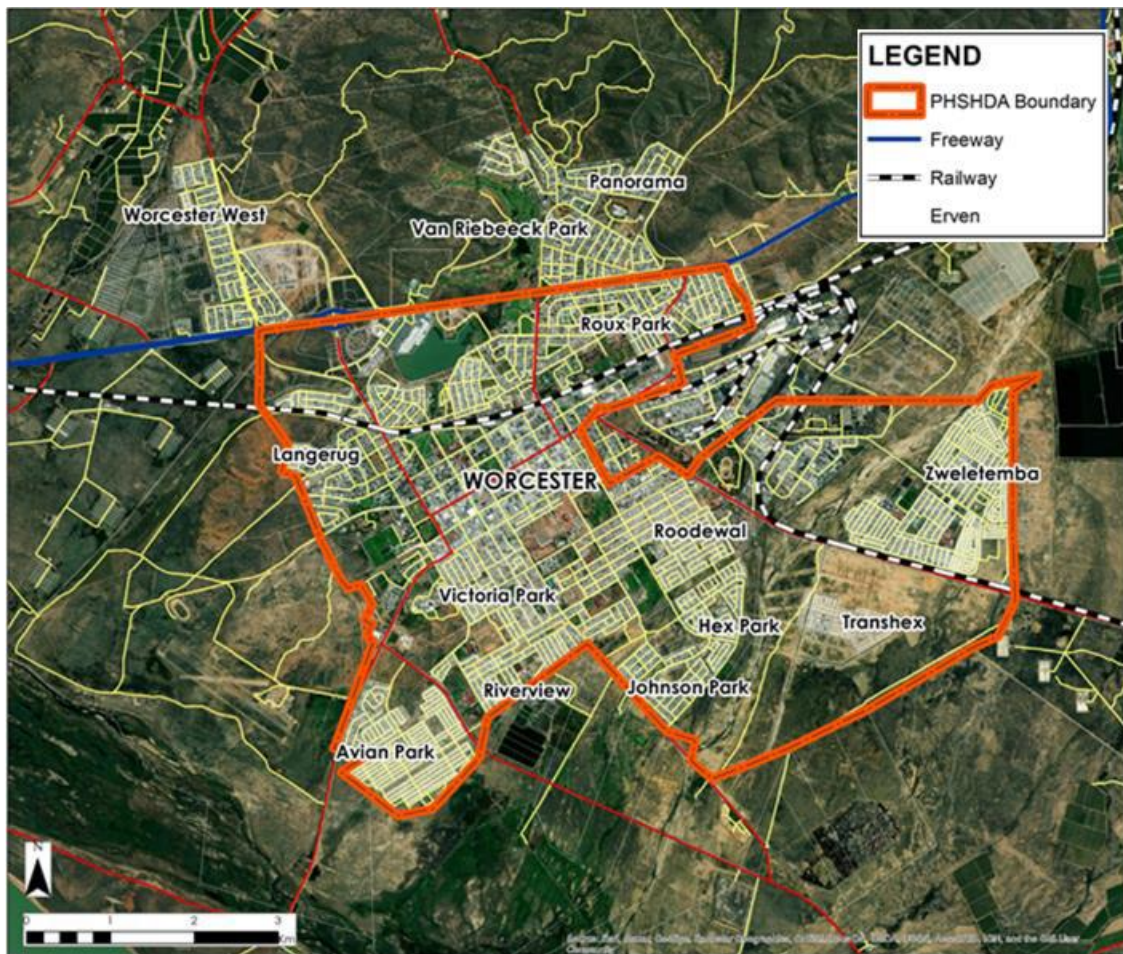 LEGEND
PHSHDA Boundary
Freeway
Railway
Erven
Panorama
Worcester West
Van Riebeeck Park
Roux Park
Langerug
WORCESTER
Zweletemba
Roodewal
Victoria Park
Hex Park
Transhex
Riverview
Johnson Park
Avian Park
N
0 1 2 3
Km